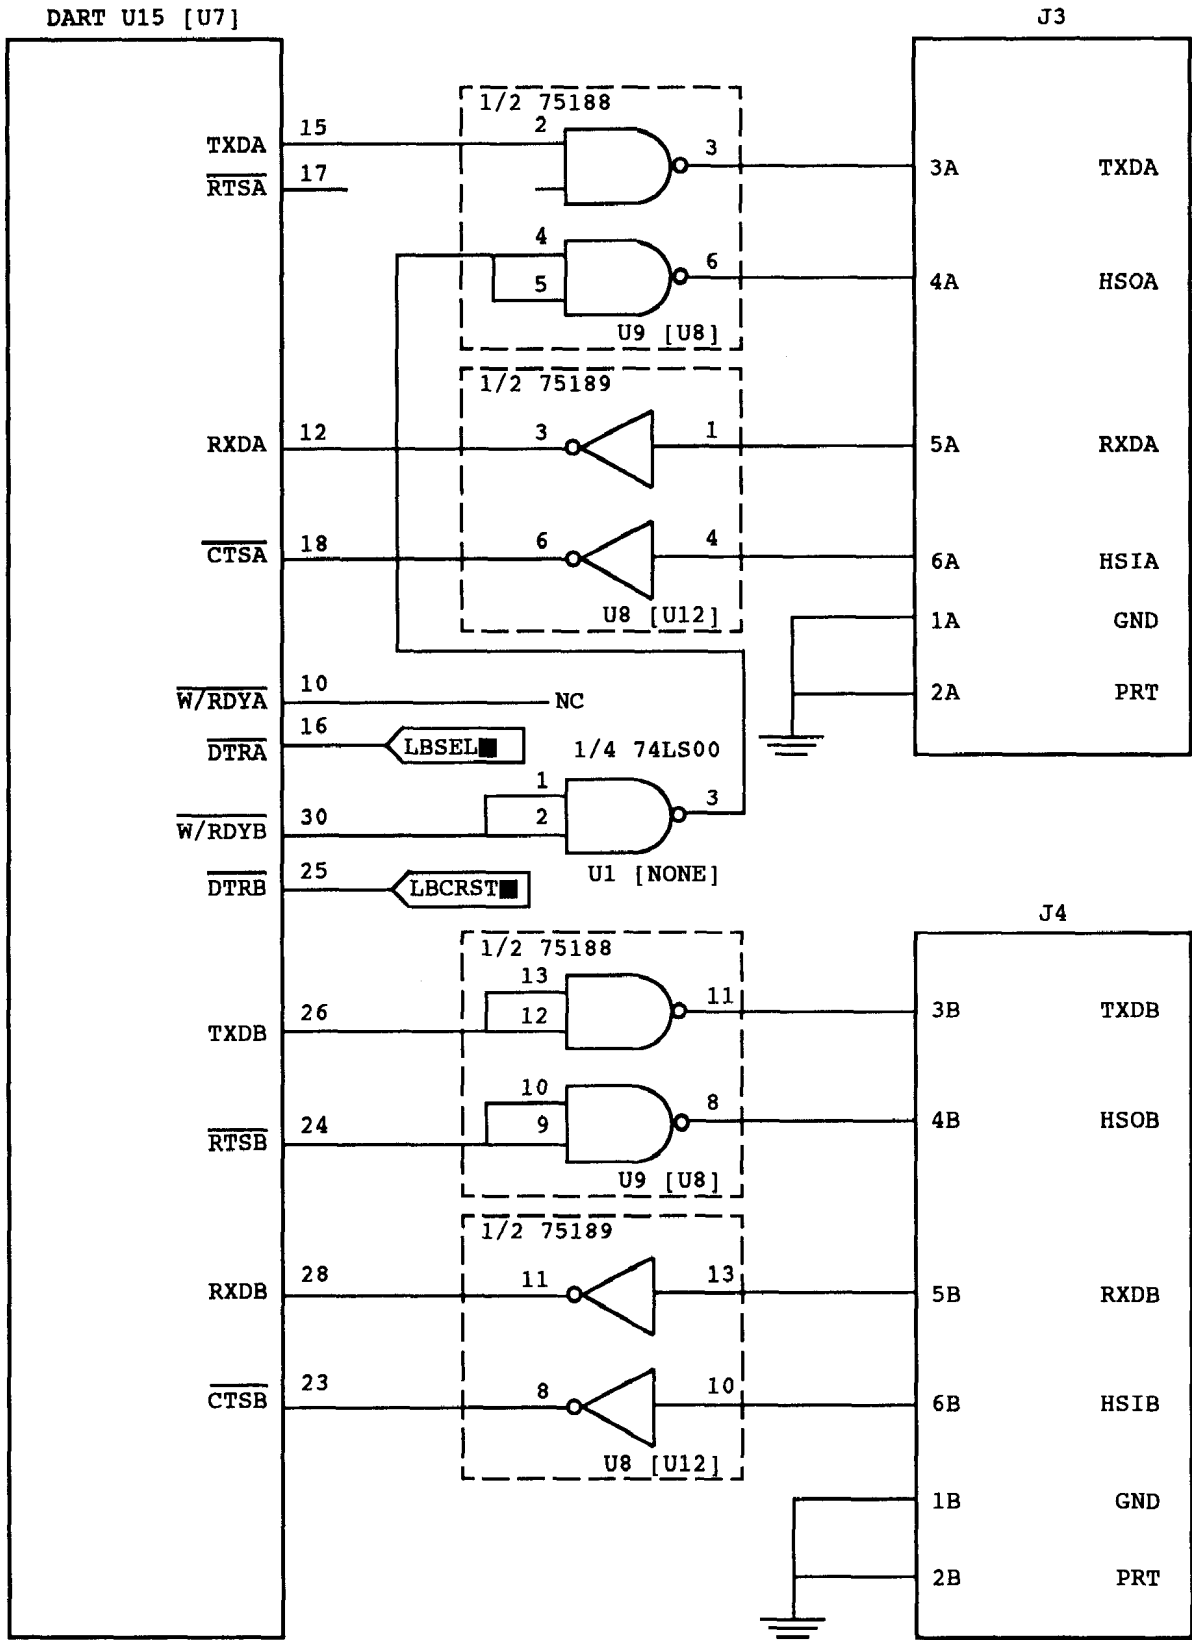 DART U15 [U7]
J3
1/2 75188
TXDA 15 2 3 3A TXDA
RTSA 17
4 6 4A HSOA
5
U9 [U8]
1/2 75189
RXDA 12 3 1 5A RXDA
CTSA 18 6 4 6A HSIA
U8 [U12]
1A GND
W/RDYA 10 NC 2A PRT
DTRA 16 LBSEL
1/4 74LS00
1 3
W/RDYB 30 2
U1 [NONE]
DTRB 25 LBCRST
J4
1/2 75188
13 11 3B TXDB
TXDB 26 12
10 8 4B HSOB
RTSB 24 9
U9 [U8]
1/2 75189
RXDB 28 11 13 5B RXDB
CTSB 23 8 10 6B HSIB
U8 [U12]
1B GND
2B PRT